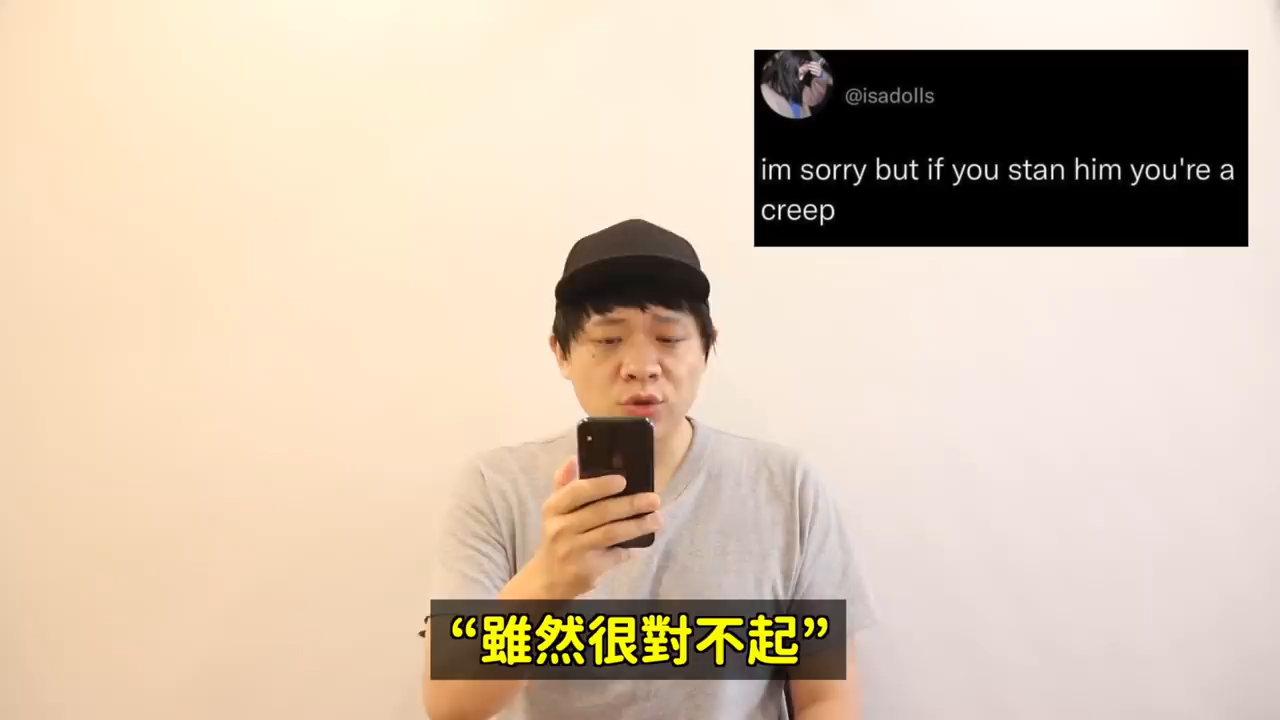 @isadolls
im sorry but if you stan him you're a
creep
“雖然很對不起”